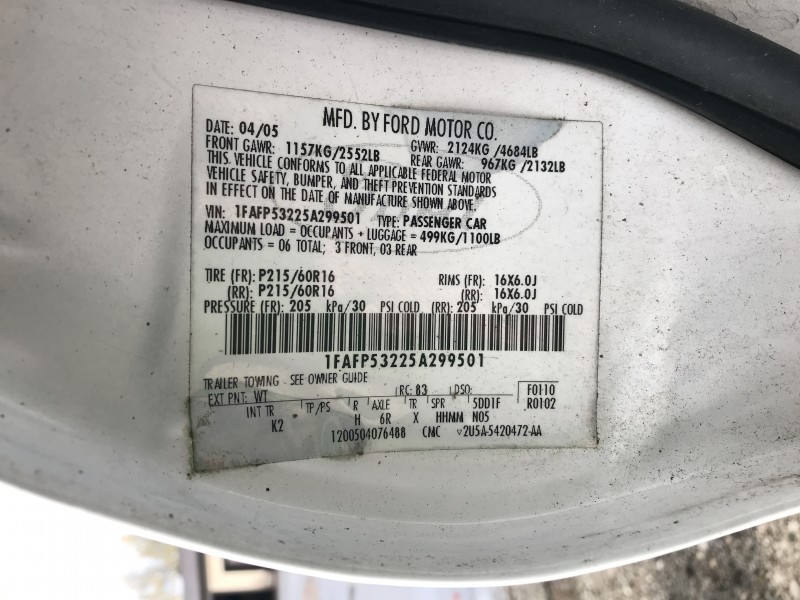 MFD. BY FORD MOTOR CO.
DATE: 04/05 GVWR: 2124KG /4684LB
FRONT GAWR: 1157KG/2552LB REAR GAWR: 967KG /2132LB
THIS VEHICLE CONFORMS TO ALL APPLICABLE FEDERAL MOTOR
VEHICLE SAFETY, BUMPER, AND THEFT PREVENTION STANDARDS
IN EFFECT ON THE DATE OF MANUFACTURE SHOWN ABOVE.
VIN: 1FAFP53225A299501 TYPE: PASSENGER CAR
MAXIMUM LOAD = OCCUPANTS + LUGGAGE = 499KG/1100LB
OCCUPANTS = 06 TOTAL; 3 FRONT, 03 REAR
TIRE (FR): P215/60R16 RIMS (FR): 16X6.0J
(RR): P215/60R16 (RR): 16X6.0J
PRESSURE (FR): 205 kPa/30 PSI COLD (RR): 205 kPa/30 PSI COLD
1FAFP53225A299501
TRAILER TOWING - SEE OWNER GUIDE
EXT PNT: WT RC: 83 DSO: F0110
INT TR TP/PS R AXLE TR SPR 5DD1F R0102
K2 H 6R X HHMM N05
1200504076488 CMC ▽2U5A-5420472-AA